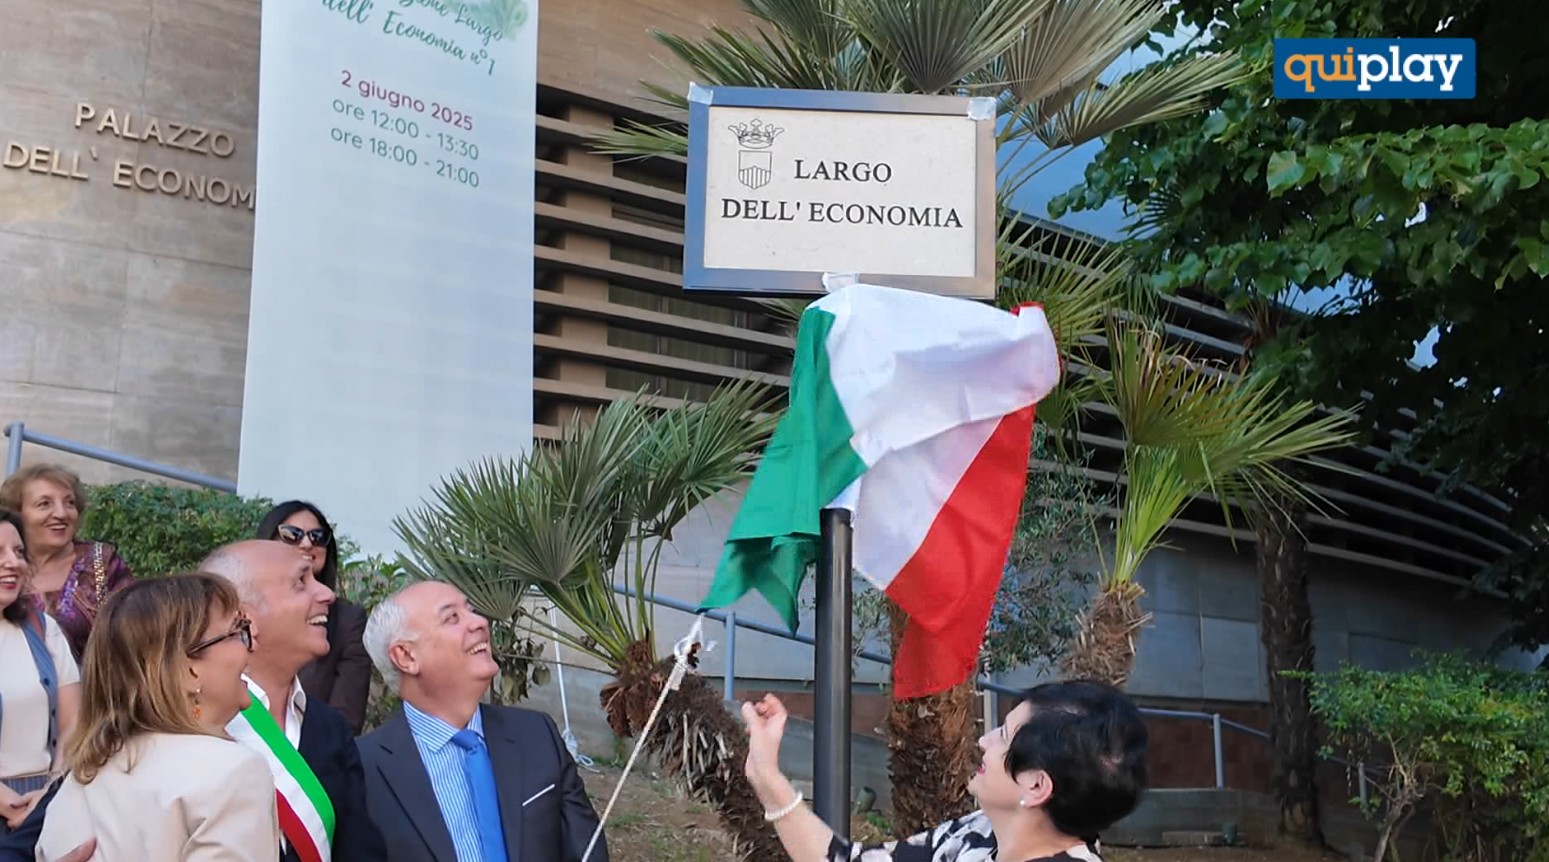 Largo
dell' Economia n°1
2 giugno 2025
ore 12:00 - 13:30
ore 18:00 - 21:00
PALAZZO
DELL' ECONOM
LARGO
DELL' ECONOMIA
quiplay